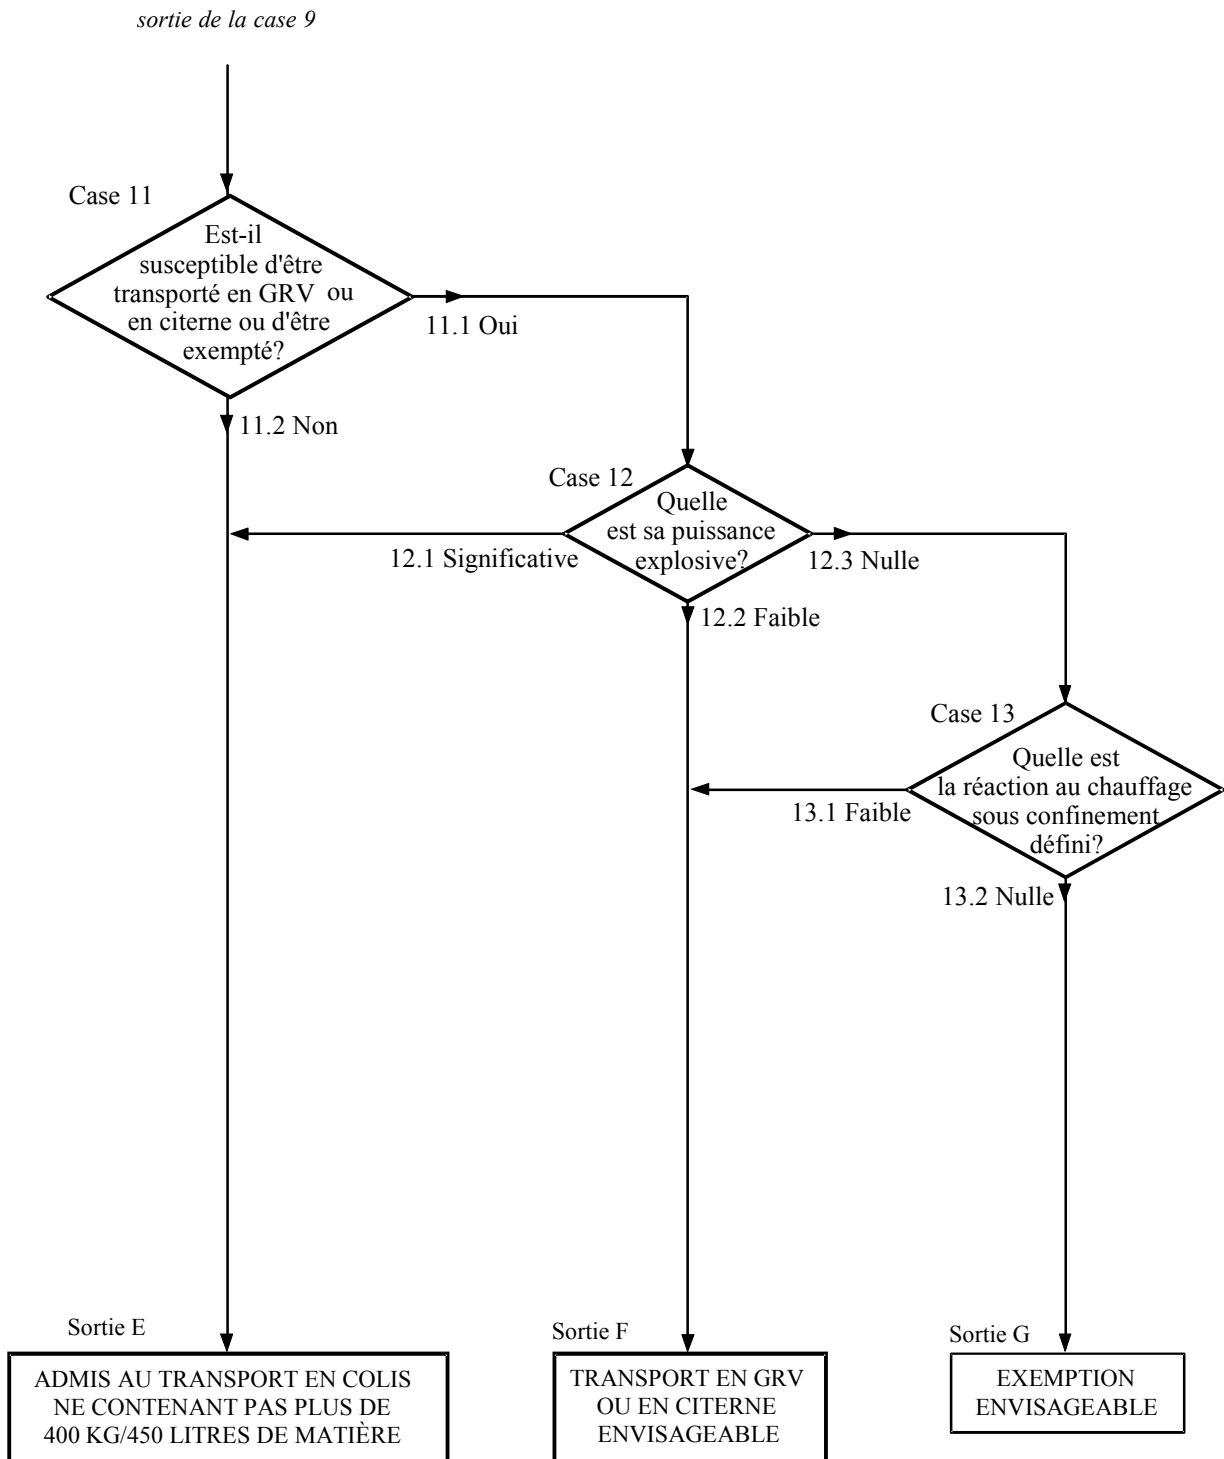 sortie de la case 9
Case 11
Est-il
susceptible d'être
transporté en GRV ou
en citerne ou d'être
exempté?
11.1 Oui
11.2 Non
Case 12
Quelle
est sa puissance
explosive?
12.1 Significative
12.3 Nulle
12.2 Faible
Case 13
Quelle est
la réaction au chauffage
sous confinement
défini?
13.1 Faible
13.2 Nulle
Sortie E
ADMIS AU TRANSPORT EN COLIS
NE CONTENANT PAS PLUS DE
400 KG/450 LITRES DE MATIÈRE
Sortie F
TRANSPORT EN GRV
OU EN CITERNE
ENVISAGEABLE
Sortie G
EXEMPTION
ENVISAGEABLE